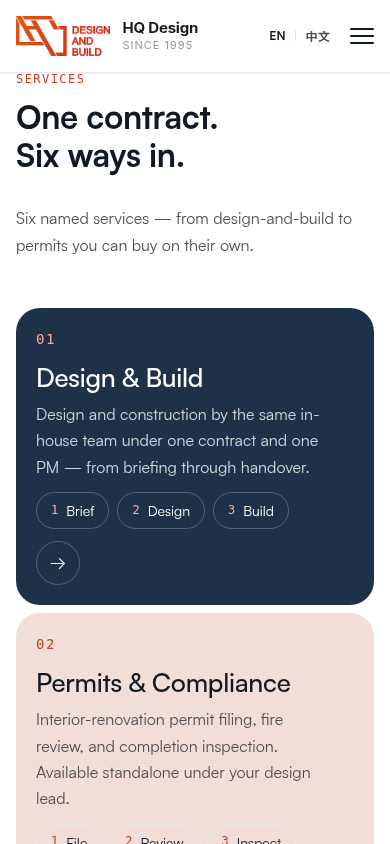 DESIGN
AND
BUILD
HQ Design
SINCE 1995
EN
中文
SERVICES
One contract.
Six ways in.
Six named services — from design-and-build to
permits you can buy on their own.
01
Design & Build
Design and construction by the same in-
house team under one contract and one
PM — from briefing through handover.
1 Brief
2 Design
3 Build
→
02
Permits & Compliance
Interior-renovation permit filing, fire
review, and completion inspection.
Available standalone under your design
lead.
1 File
2 Review
3 Inspect